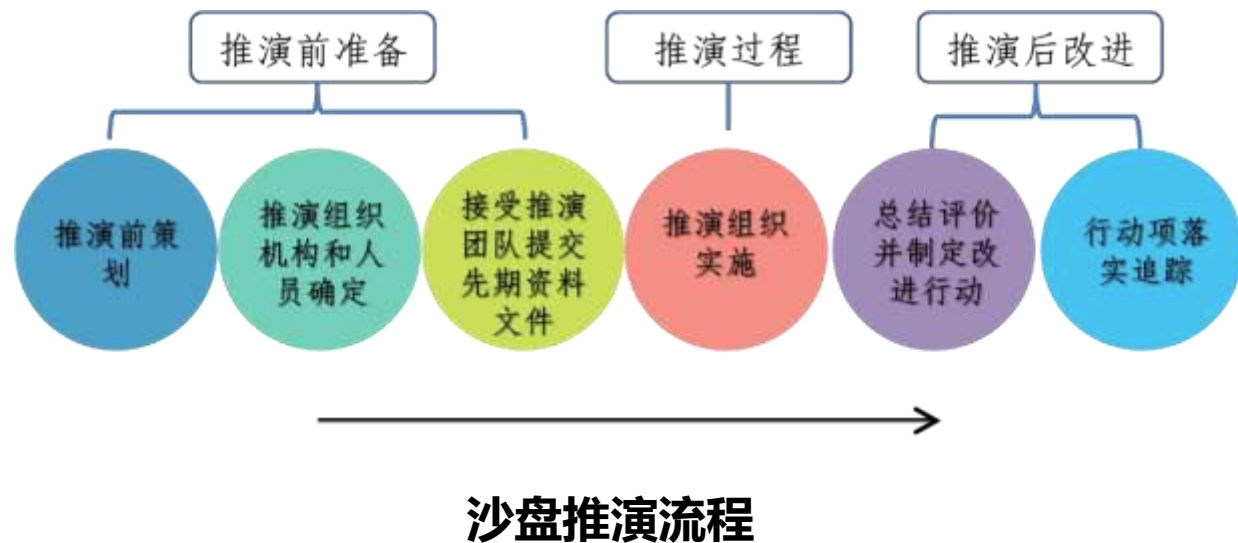 推演前准备
推演过程
推演后改进
推演前策
划
推演组织
机构和人
员确定
接受推演
团队提交
先期资料
文件
推演组织
实施
总结评价
并制定改
进行动
行动项落
实追踪
沙盘推演流程